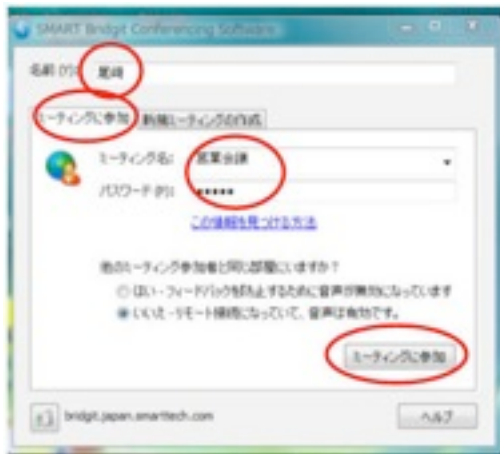 SMART Bridgit Conferencing Software
名前 (Y): 尾崎
ミーティングに参加 新規ミーティングの作成
ミーティング名: 営業会議
パスワード (P): •••••
この情報を見つける方法
他のミーティング参加者と同じ部屋にいますか?
はい - フィードバックを防止するために音声が無効になっています
いいえ - リモート接続になっていて、音声は有効です。
ミーティングに参加
bridgit.japan.smarttech.com ヘルプ